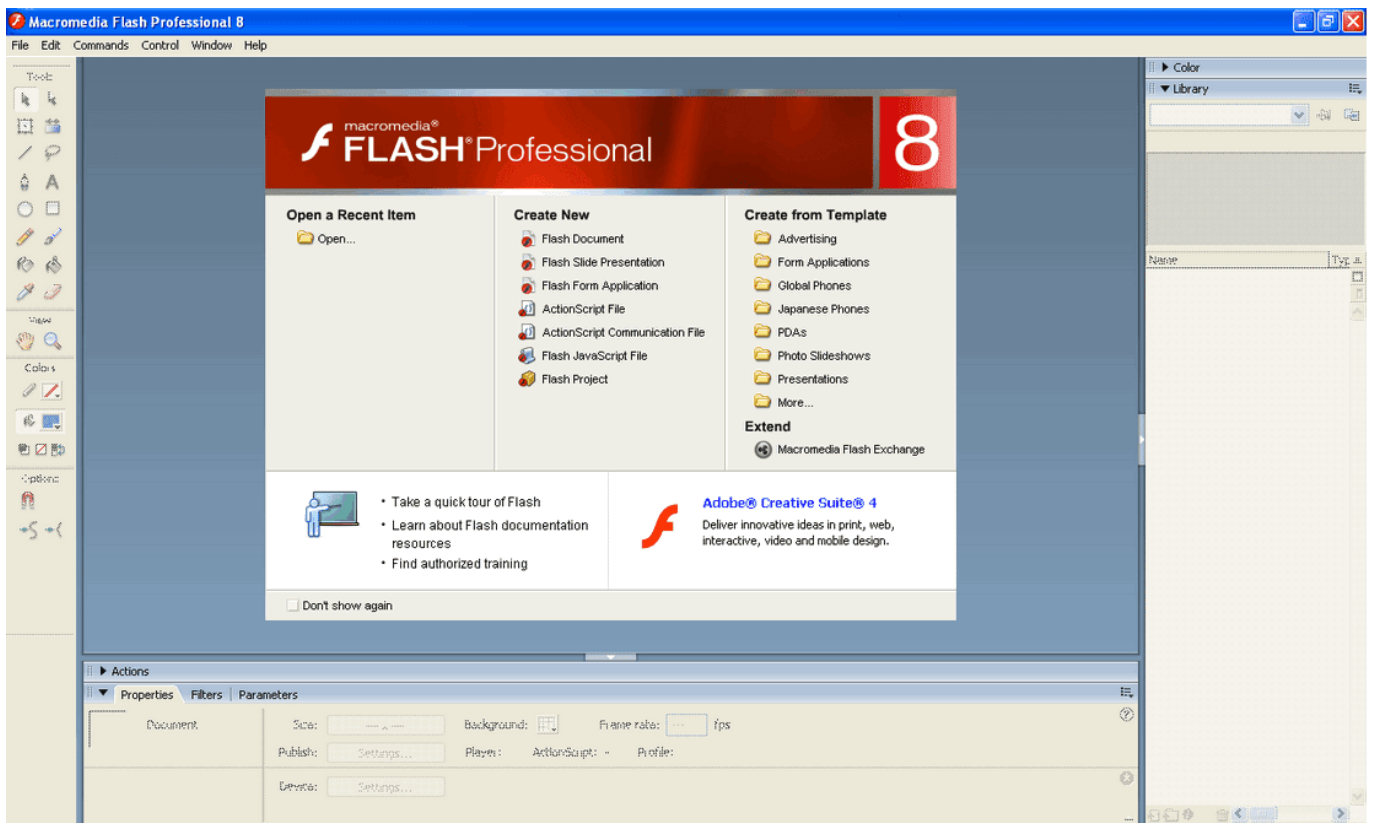 Macromedia Flash Professional 8
File Edit Commands Control Window Help
Tools
View
Colors
Options
macromedia®
FLASH® Professional
8
Open a Recent Item
Open...
Create New
Flash Document
Flash Slide Presentation
Flash Form Application
ActionScript File
ActionScript Communication File
Flash JavaScript File
Flash Project
Create from Template
Advertising
Form Applications
Global Phones
Japanese Phones
PDAs
Photo Slideshows
Presentations
More...
Extend
Macromedia Flash Exchange
• Take a quick tour of Flash
• Learn about Flash documentation
resources
• Find authorized training
Adobe® Creative Suite® 4
Deliver innovative ideas in print, web,
interactive, video and mobile design.
Don't show again
Color
Library
Name
Actions
Properties Filters Parameters
Document
Size: Background: Frame rate: ... fps
Publish: Settings... Player: ActionScript: - Profile:
Device: Settings...